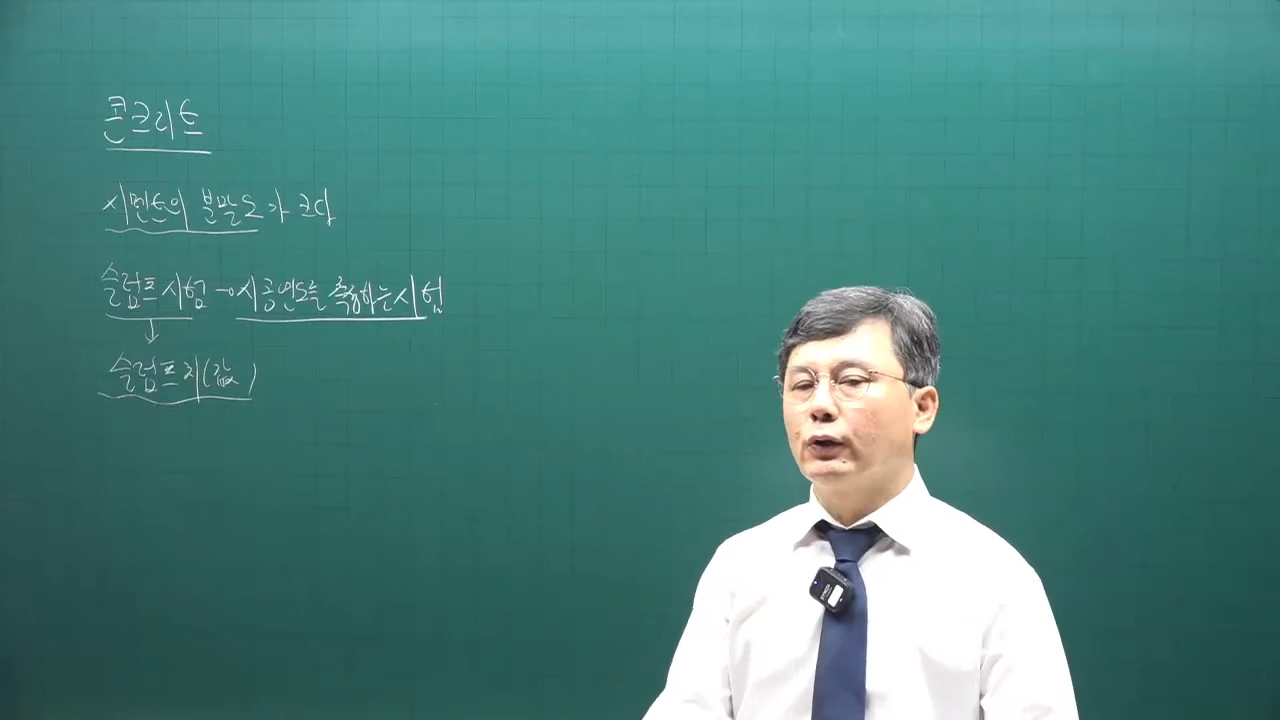 콘크리트
시멘트의 분말도가 크다
슬럼프시험 → 시공연도를 측정하는 시험
↓
슬럼프치(값)